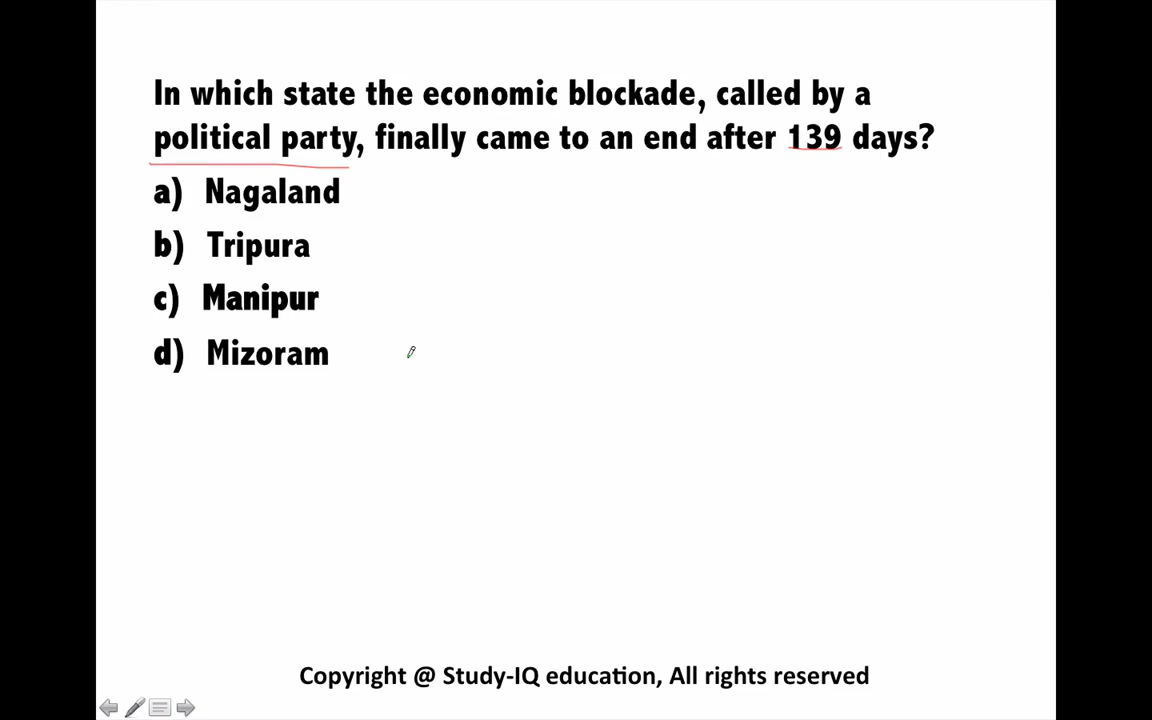 In which state the economic blockade, called by a
political party, finally came to an end after 139 days?
a) Nagaland
b) Tripura
c) Manipur
d) Mizoram
Copyright @ Study-IQ education, All rights reserved